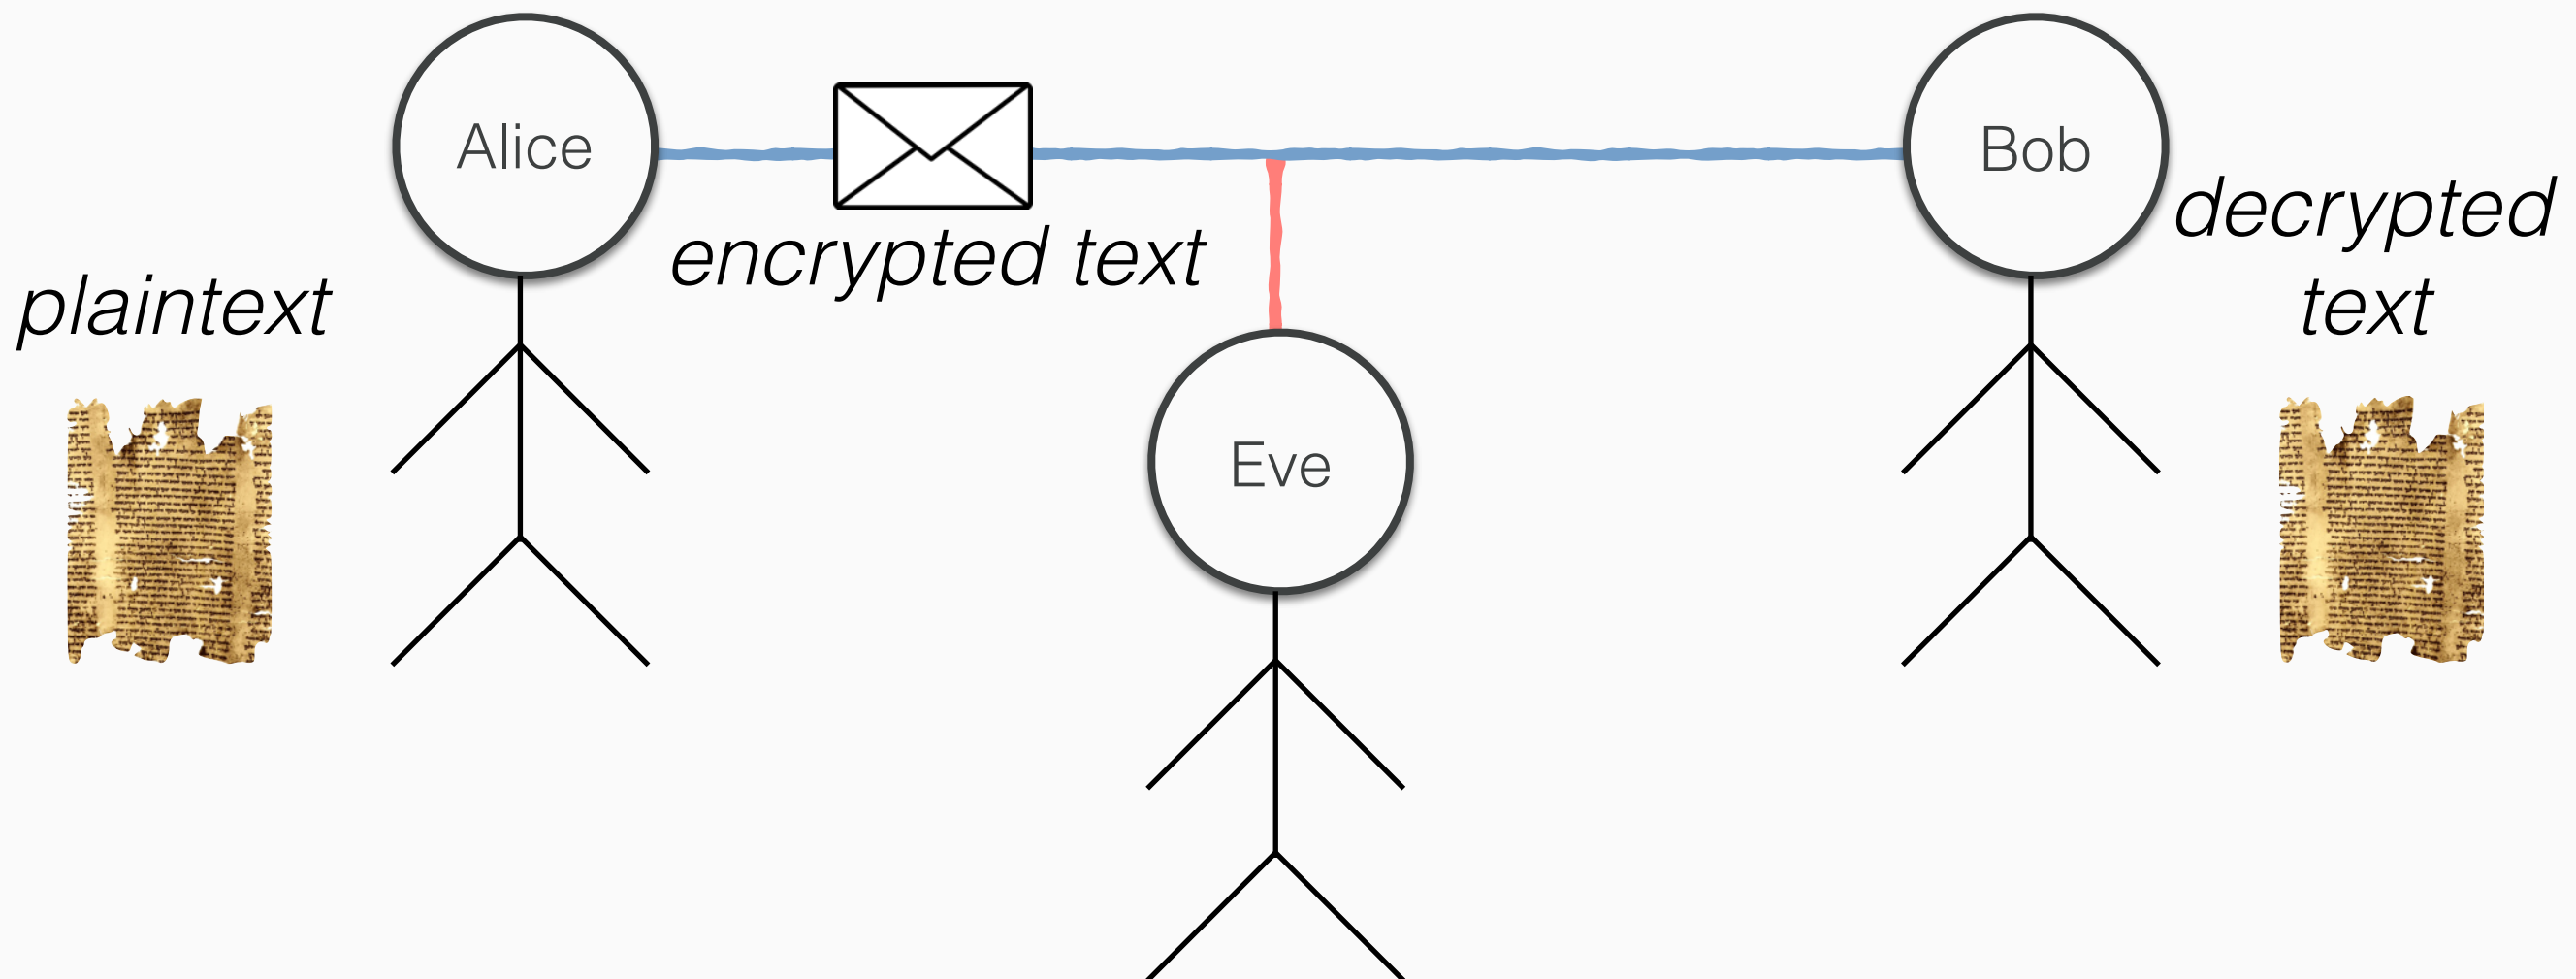 Alice
Bob
encrypted text
decrypted
text
plaintext
Eve